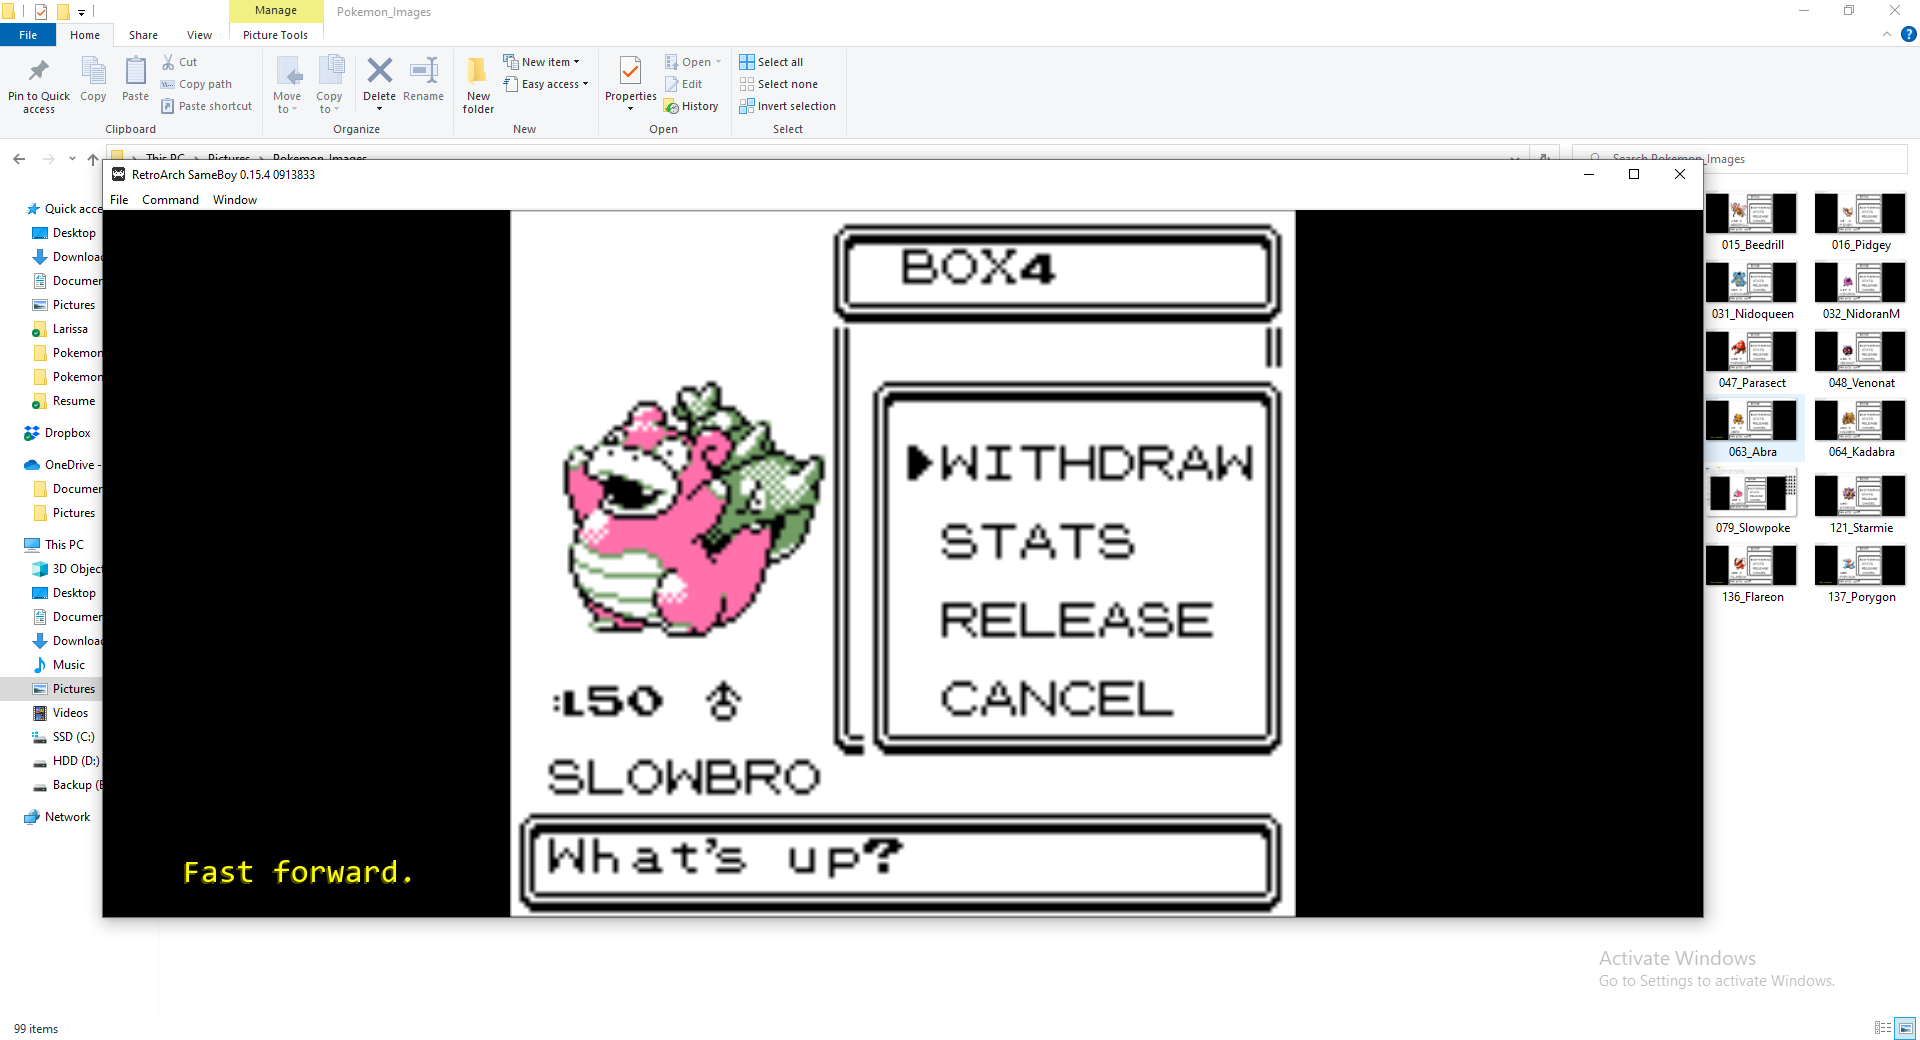 Manage
Pokemon_Images
File
Home
Share
View
Picture Tools
Pin to Quick
access
Copy
Paste
Cut
Copy path
Paste shortcut
Clipboard
Move
to
Copy
to
Delete
Rename
Organize
New
folder
New item
Easy access
New
Properties
Open
Edit
History
Open
Select all
Select none
Invert selection
Select
This PC
Pictures
Pokemon_Images
Search Pokemon_Images
RetroArch SameBoy 0.15.4 0913833
File
Command
Window
Quick acce
Desktop
Downloa
Documen
Pictures
Larissa
Pokemon
Pokemon
Resume
Dropbox
OneDrive -
Documen
Pictures
This PC
3D Objec
Desktop
Documen
Downloa
Music
Pictures
Videos
SSD (C:)
HDD (D:)
Backup (E
Network
BOX4
WITHDRAW
STATS
RELEASE
CANCEL
:L50 ♂
SLOWBRO
What's up?
Fast forward.
015_Beedrill
016_Pidgey
031_Nidoqueen
032_NidoranM
047_Parasect
048_Venonat
063_Abra
064_Kadabra
079_Slowpoke
121_Starmie
136_Flareon
137_Porygon
Activate Windows
Go to Settings to activate Windows.
99 items